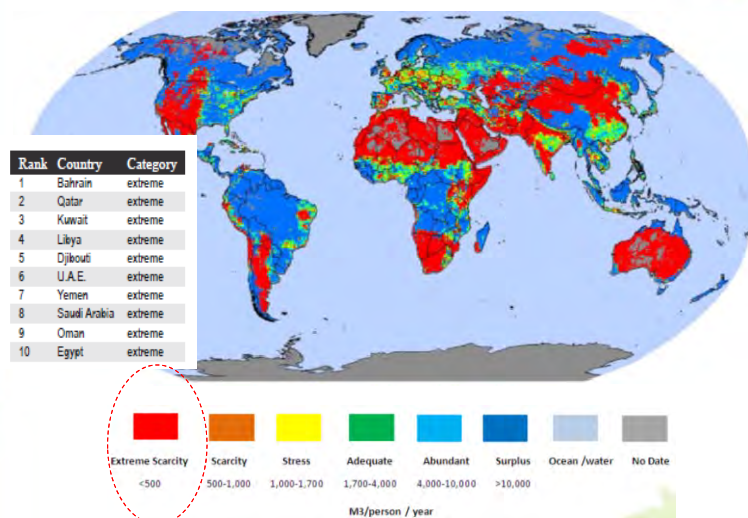 Rank Country Category
1 Bahrain extreme
2 Qatar extreme
3 Kuwait extreme
4 Libya extreme
5 Djibouti extreme
6 U.A.E. extreme
7 Yemen extreme
8 Saudi Arabia extreme
9 Oman extreme
10 Egypt extreme
Extreme Scarcity Scarcity Stress Adequate Abundant Surplus Ocean /water No Date
<500 500-1,000 1,000-1,700 1,700-4,000 4,000-10,000 >10,000
M3/person / year